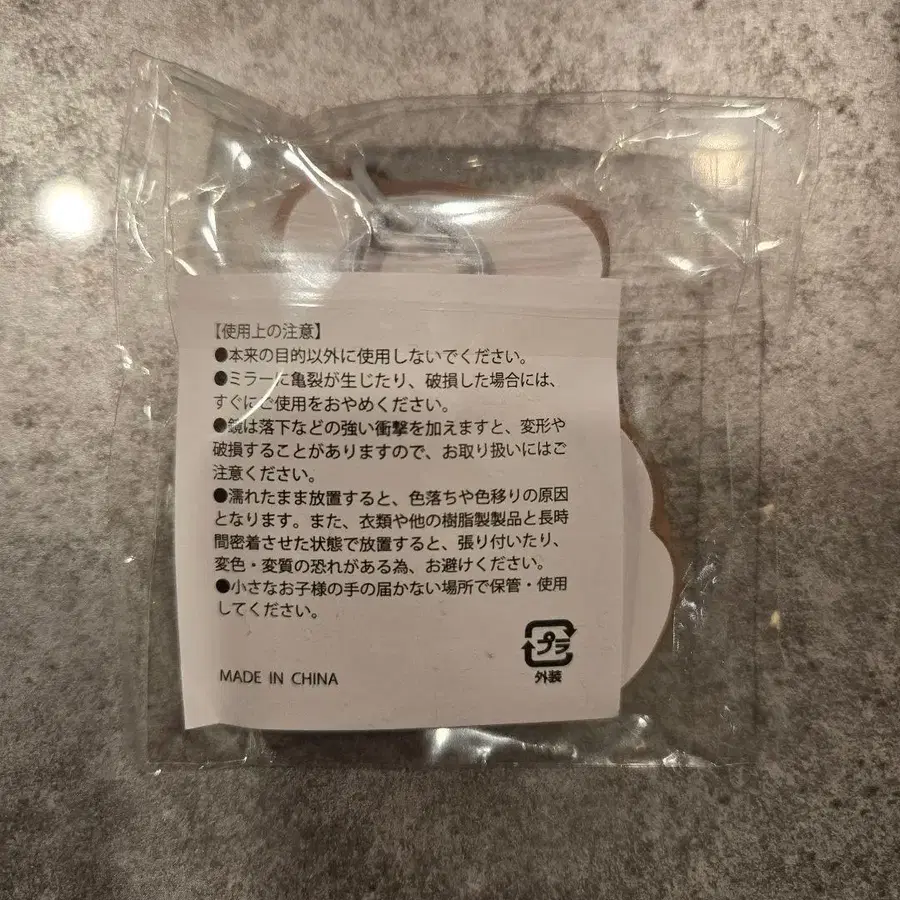 【使用上の注意】
●本来の目的以外に使用しないでください。
●ミラーに亀裂が生じたり、破損した場合には、
すぐにご使用をおやめください。
●鏡は落下などの強い衝撃を加えますと、変形や
破損することがありますので、お取り扱いにはご
注意ください。
●濡れたまま放置すると、色落ちや色移りの原因
となります。また、衣類や他の樹脂製製品と長時
間密着させた状態で放置すると、張り付いたり、
変色・変質の恐れがある為、お避けください。
●小さなお子様の手の届かない場所で保管・使用
してください。
プラ
MADE IN CHINA
外装